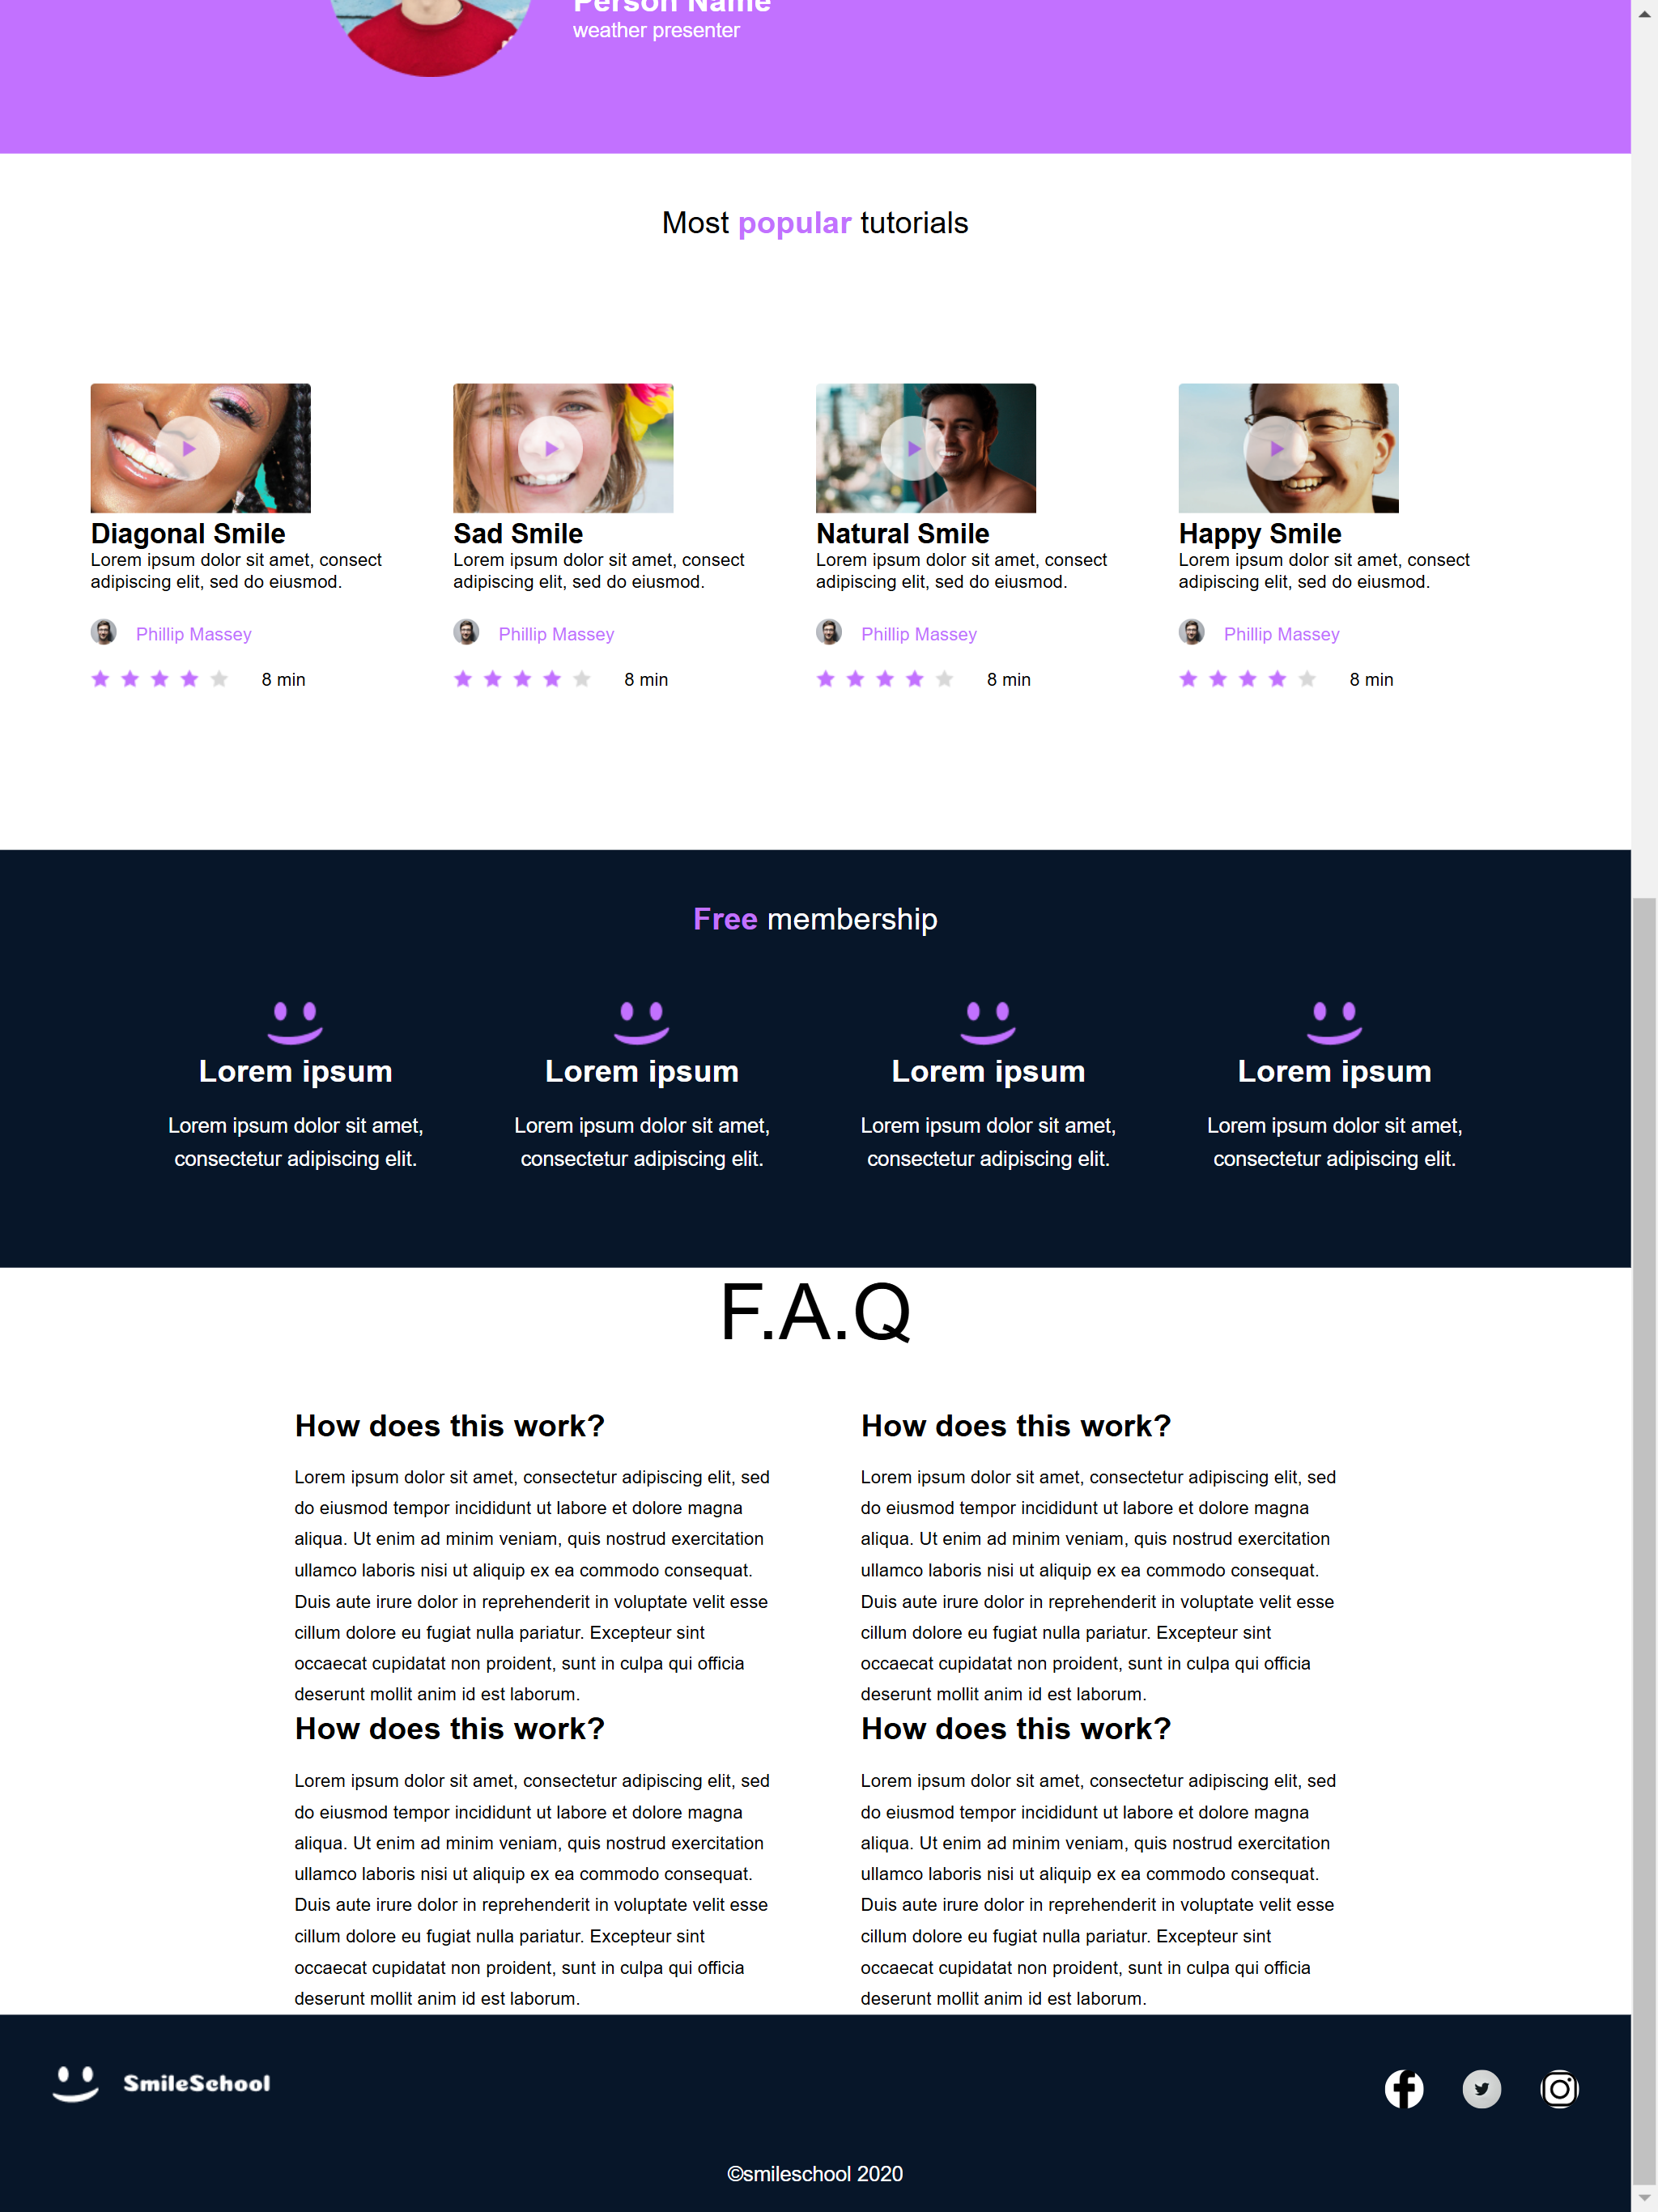 Person Name
weather presenter
Most popular tutorials
Diagonal Smile
Lorem ipsum dolor sit amet, consect
adipiscing elit, sed do eiusmod.
Phillip Massey
8 min
Sad Smile
Lorem ipsum dolor sit amet, consect
adipiscing elit, sed do eiusmod.
Phillip Massey
8 min
Natural Smile
Lorem ipsum dolor sit amet, consect
adipiscing elit, sed do eiusmod.
Phillip Massey
8 min
Happy Smile
Lorem ipsum dolor sit amet, consect
adipiscing elit, sed do eiusmod.
Phillip Massey
8 min
Free membership
Lorem ipsum
Lorem ipsum dolor sit amet,
consectetur adipiscing elit.
Lorem ipsum
Lorem ipsum dolor sit amet,
consectetur adipiscing elit.
Lorem ipsum
Lorem ipsum dolor sit amet,
consectetur adipiscing elit.
Lorem ipsum
Lorem ipsum dolor sit amet,
consectetur adipiscing elit.
F.A.Q
How does this work?
Lorem ipsum dolor sit amet, consectetur adipiscing elit, sed
do eiusmod tempor incididunt ut labore et dolore magna
aliqua. Ut enim ad minim veniam, quis nostrud exercitation
ullamco laboris nisi ut aliquip ex ea commodo consequat.
Duis aute irure dolor in reprehenderit in voluptate velit esse
cillum dolore eu fugiat nulla pariatur. Excepteur sint
occaecat cupidatat non proident, sunt in culpa qui officia
deserunt mollit anim id est laborum.
How does this work?
Lorem ipsum dolor sit amet, consectetur adipiscing elit, sed
do eiusmod tempor incididunt ut labore et dolore magna
aliqua. Ut enim ad minim veniam, quis nostrud exercitation
ullamco laboris nisi ut aliquip ex ea commodo consequat.
Duis aute irure dolor in reprehenderit in voluptate velit esse
cillum dolore eu fugiat nulla pariatur. Excepteur sint
occaecat cupidatat non proident, sunt in culpa qui officia
deserunt mollit anim id est laborum.
How does this work?
Lorem ipsum dolor sit amet, consectetur adipiscing elit, sed
do eiusmod tempor incididunt ut labore et dolore magna
aliqua. Ut enim ad minim veniam, quis nostrud exercitation
ullamco laboris nisi ut aliquip ex ea commodo consequat.
Duis aute irure dolor in reprehenderit in voluptate velit esse
cillum dolore eu fugiat nulla pariatur. Excepteur sint
occaecat cupidatat non proident, sunt in culpa qui officia
deserunt mollit anim id est laborum.
How does this work?
Lorem ipsum dolor sit amet, consectetur adipiscing elit, sed
do eiusmod tempor incididunt ut labore et dolore magna
aliqua. Ut enim ad minim veniam, quis nostrud exercitation
ullamco laboris nisi ut aliquip ex ea commodo consequat.
Duis aute irure dolor in reprehenderit in voluptate velit esse
cillum dolore eu fugiat nulla pariatur. Excepteur sint
occaecat cupidatat non proident, sunt in culpa qui officia
deserunt mollit anim id est laborum.
SmileSchool
©smileschool 2020